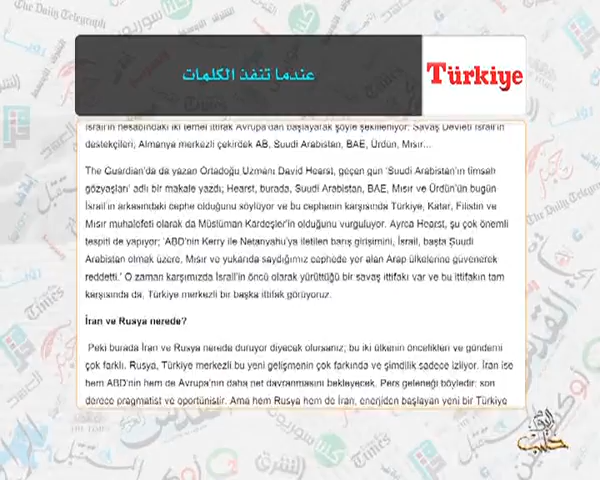 عندما تنفذ الكلمات
Türkiye
İsrail'in hesabındaki iki temel ittifak Avrupa'dan başlayarak şöyle şekilleniyor: Savaş Devleti İsrail'in
destekçileri; Almanya merkezli çekirdek AB, Suudi Arabistan, BAE, Ürdün, Mısır...
The Guardian'da da yazan Ortadoğu Uzmanı David Hearst, geçen gün 'Suudi Arabistan'ın timsah
gözyaşları' adlı bir makale yazdı; Hearst, burada, Suudi Arabistan, BAE, Mısır ve Ürdün'ün bugün
İsrail'in arkasındaki cephe olduğunu söylüyor ve bu cephenin karşısında Türkiye, Katar, Filistin ve
Mısır muhalefeti olarak da Müslüman Kardeşler'in olduğunu vurguluyor. Ayrıca Hearst, şu çok önemli
tespiti de yapıyor; 'ABD'nin Kerry ile Netanyahu'ya iletilen barış girişimini, İsrail, başta Suudi
Arabistan olmak üzere, Mısır ve yukarıda saydığımız cephede yer alan Arap ülkelerine güvenerek
reddetti.' O zaman karşımızda İsrail'in öncü olarak yürüttüğü bir savaş ittifakı var ve bu ittifakın tam
karşısında da, Türkiye merkezli bir başka ittifak görüyoruz.
İran ve Rusya nerede?
Peki burada İran ve Rusya nerede duruyor diyecek olursanız; bu iki ülkenin öncelikleri ve gündemi
çok farklı. Rusya, Türkiye merkezli bu yeni gelişmenin çok farkında ve şimdilik sadece izliyor. İran ise
hem ABD'nin hem de Avrupa'nın daha net davranmasını bekleyecek. Pers geleneği böyledir: son
derece pragmatist ve oportünistir. Ama hem Rusya hem de İran, enerjiden başlayan yeni bir Türkiye